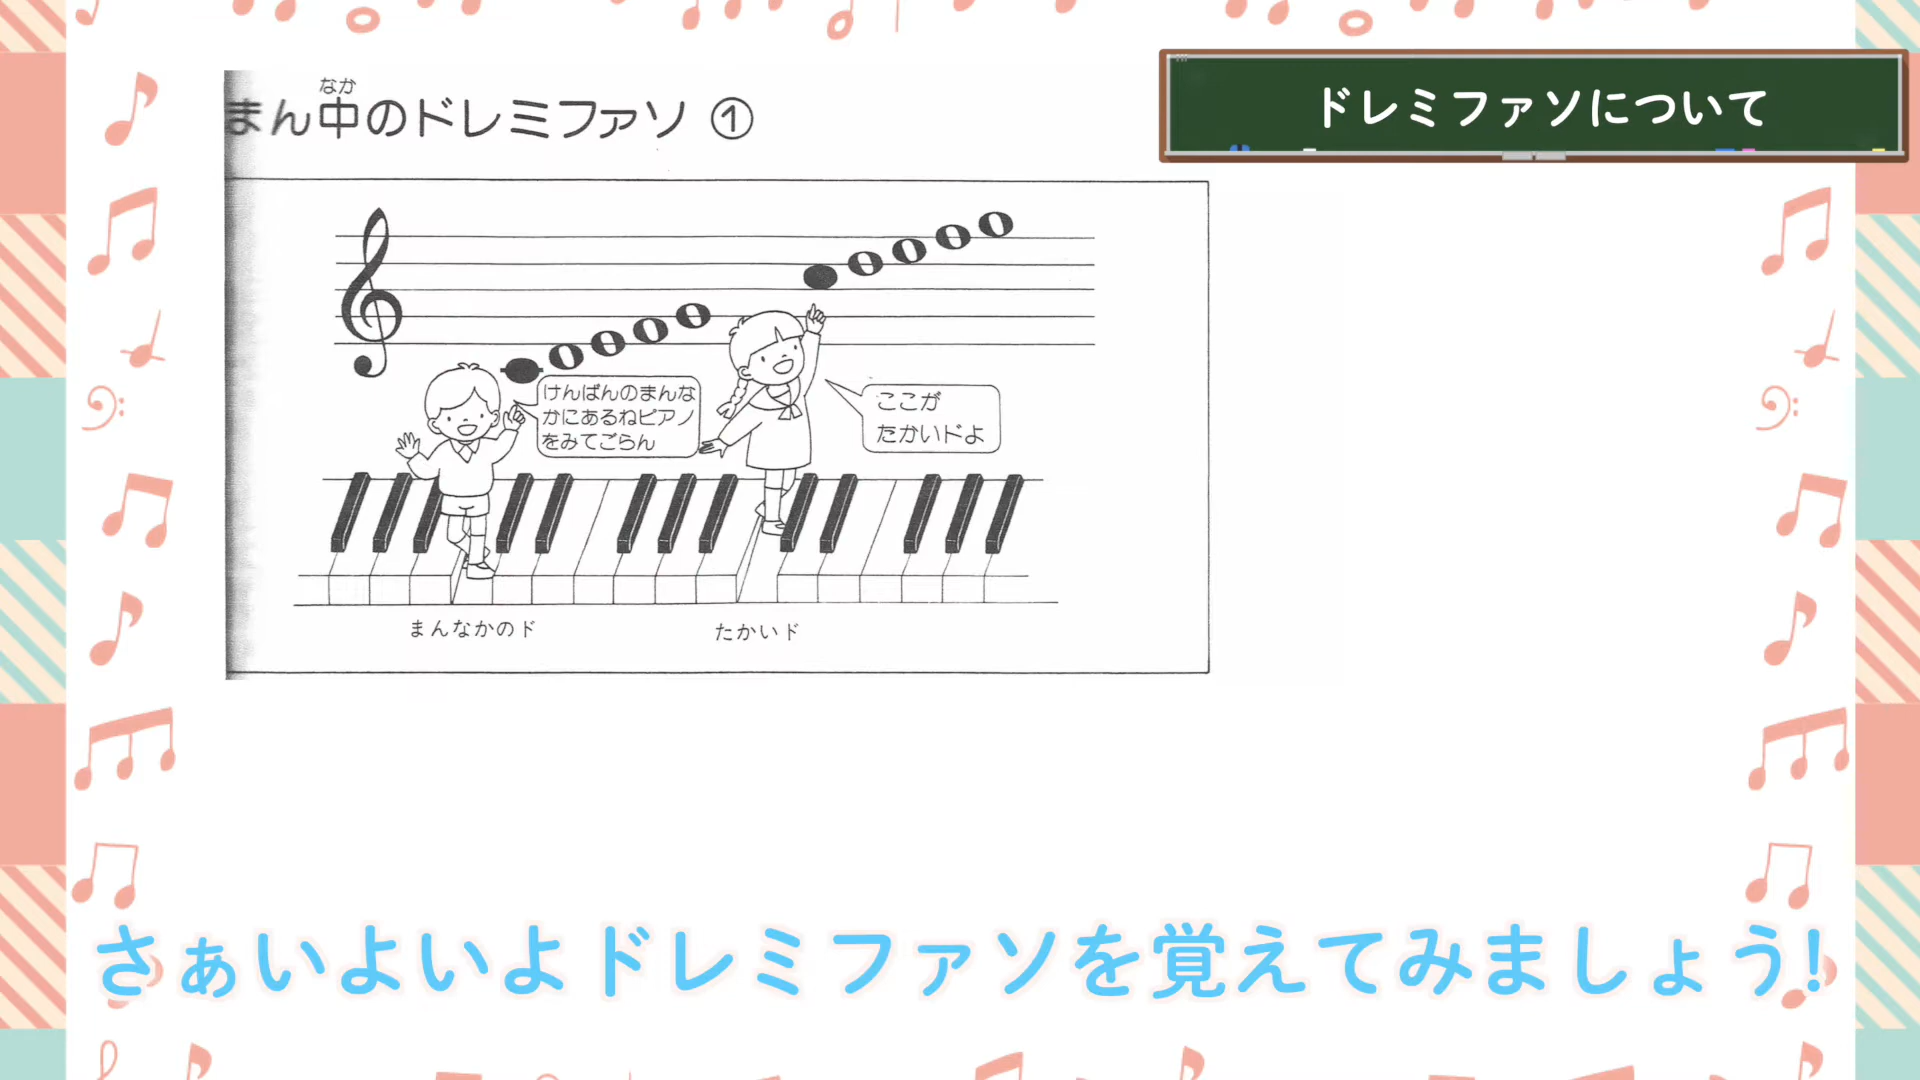 ドレミファソについて
なか
まん中のドレミファソ ①
けんばんのまんな
かにあるねピアノ
をみてごらん
ここが
たかいドよ
まんなかのド
たかいド
さぁいよいよドレミファソを覚えてみましょう!